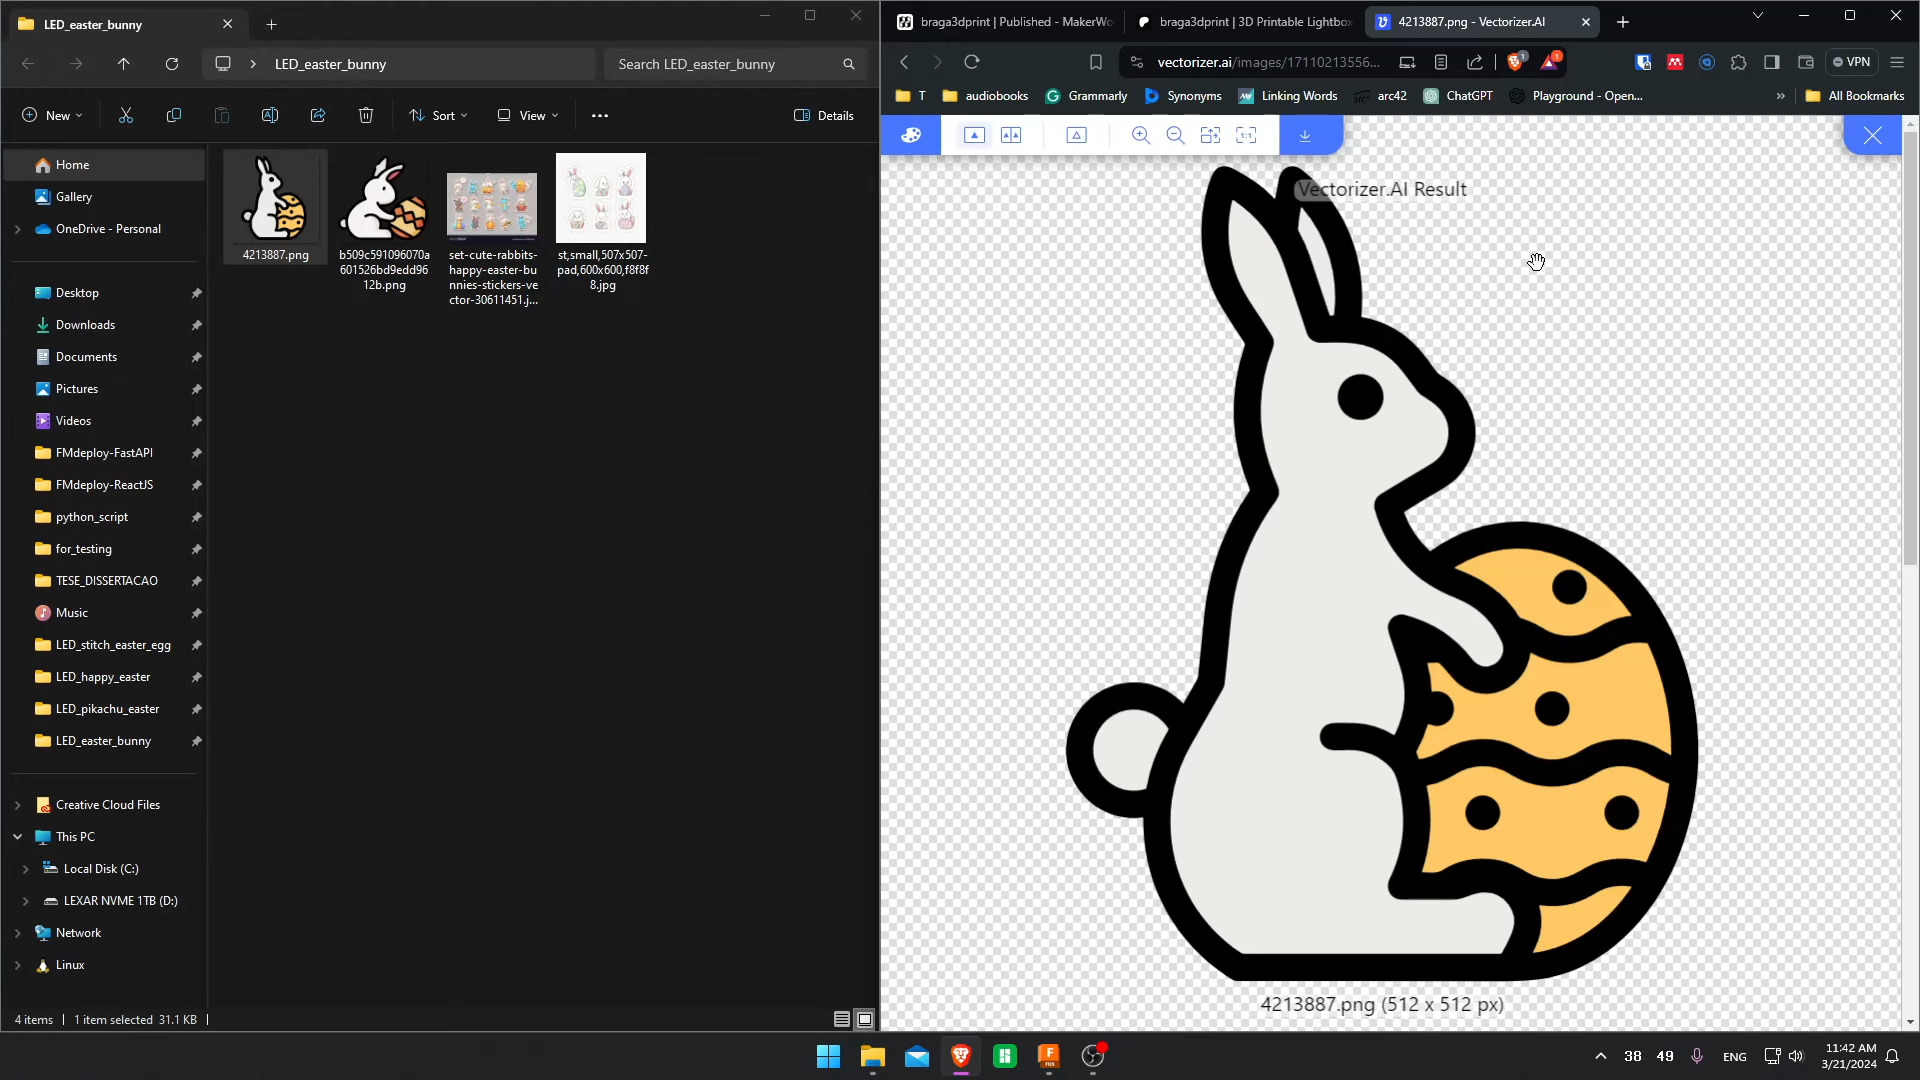 LED_easter_bunny
braga3dprint | Published - MakerWo
braga3dprint | 3D Printable Lightbox
4213887.png - Vectorizer.AI
LED_easter_bunny
Search LED_easter_bunny
vectorizer.ai/images/17110213556...
1
1
VPN
T
audiobooks
Grammarly
Synonyms
Linking Words
arc42
ChatGPT
Playground - Open...
»
All Bookmarks
New
Sort
View
Details
1:1
Home
Gallery
OneDrive - Personal
Desktop
Downloads
Documents
Pictures
Videos
FMdeploy-FastAPI
FMdeploy-ReactJS
python_script
for_testing
TESE_DISSERTACAO
Music
LED_stitch_easter_egg
LED_happy_easter
LED_pikachu_easter
LED_easter_bunny
Creative Cloud Files
This PC
Local Disk (C:)
LEXAR NVME 1TB (D:)
Network
Linux
4213887.png
b509c591096070a
601526bd9edd96
12b.png
set-cute-rabbits-
happy-easter-bu
nnies-stickers-ve
ctor-30611451.j...
st,small,507x507-
pad,600x600,f8f8f
8.jpg
Vectorizer.AI Result
4213887.png (512 x 512 px)
4 items
1 item selected 31.1 KB
38
49
ENG
11:42 AM
3/21/2024